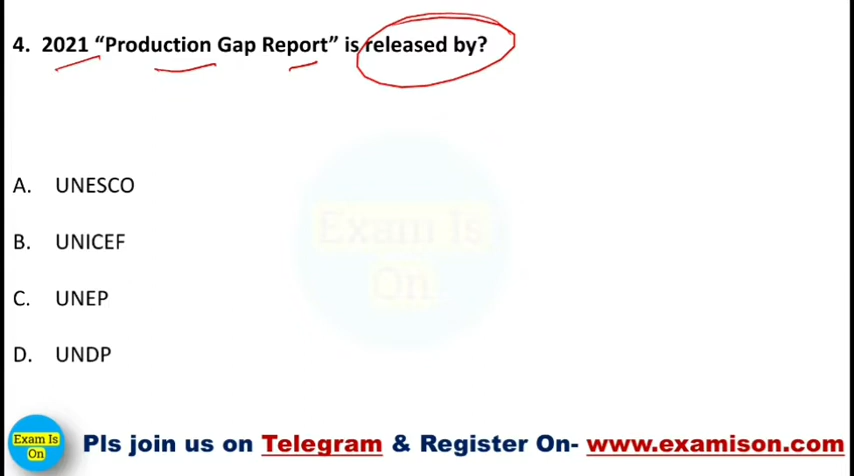 4. 2021 “Production Gap Report” is released by?
Exam Is
On
A. UNESCO
B. UNICEF
C. UNEP
D. UNDP
Exam Is
On
Pls join us on Telegram & Register On- www.examison.com